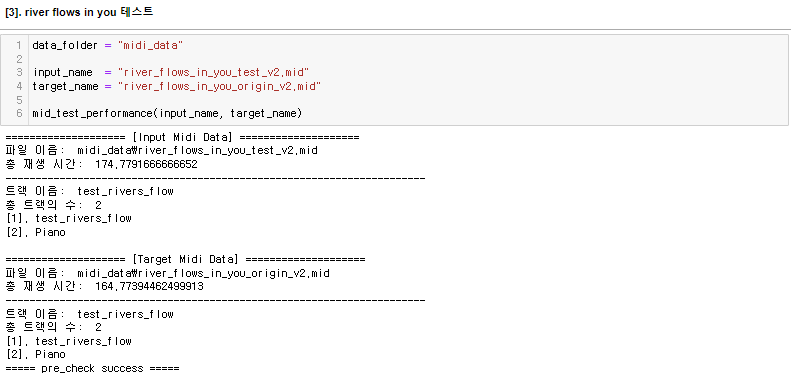 [3]. river flows in you 테스트
1 data_folder = "midi_data"
2
3 input_name = "river_flows_in_you_test_v2.mid"
4 target_name = "river_flows_in_you_origin_v2.mid"
5
6 mid_test_performance(input_name, target_name)
==================== [Input Midi Data] ====================
파일 이음: midi_data₩river_flows_in_you_test_v2.mid
총 재생 시간: 174.7791666666652
----------------------------------------------------------------------
트랙 이음: test_rivers_flow
총 트랙의 수: 2
[1]. test_rivers_flow
[2]. Piano
==================== [Target Midi Data] ====================
파일 이음: midi_data₩river_flows_in_you_origin_v2.mid
총 재생 시간: 164.77394462499913
----------------------------------------------------------------------
트랙 이음: test_rivers_flow
총 트랙의 수: 2
[1]. test_rivers_flow
[2]. Piano
===== pre_check success =====